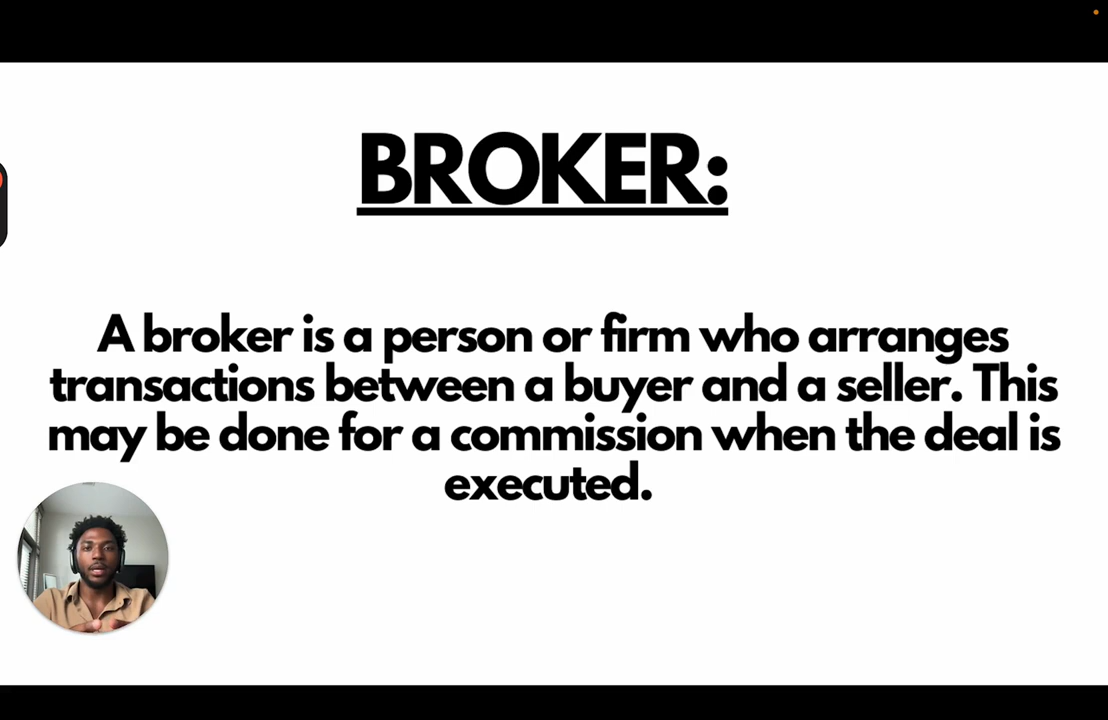 BROKER:
A broker is a person or firm who arranges
transactions between a buyer and a seller. This
may be done for a commission when the deal is
executed.